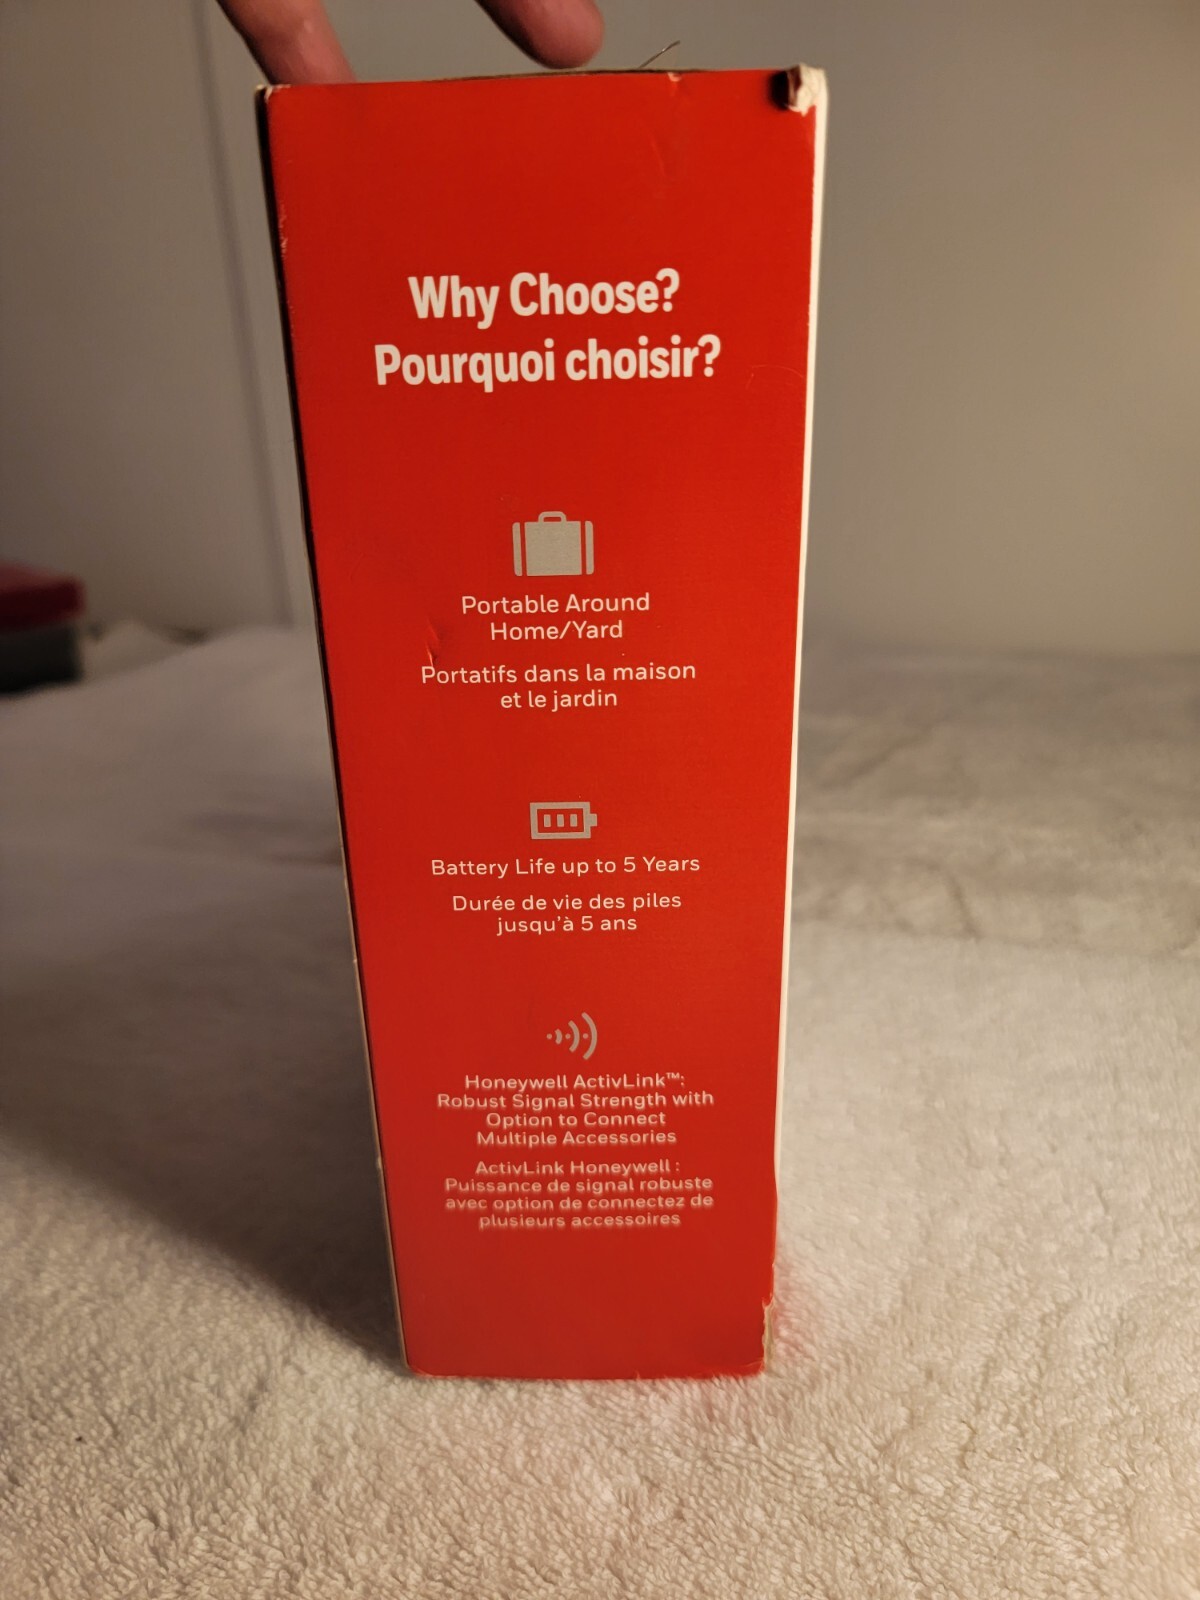 Why Choose?
Pourquoi choisir?
Portable Around
Home/Yard
Portatifs dans la maison
et le jardin
Battery Life up to 5 Years
Durée de vie des piles
jusqu'à 5 ans
Honeywell ActivLink™:
Robust Signal Strength with
Option to Connect
Multiple Accessories
ActivLink Honeywell :
Puissance de signal robuste
avec option de connectez de
plusieurs accessoires